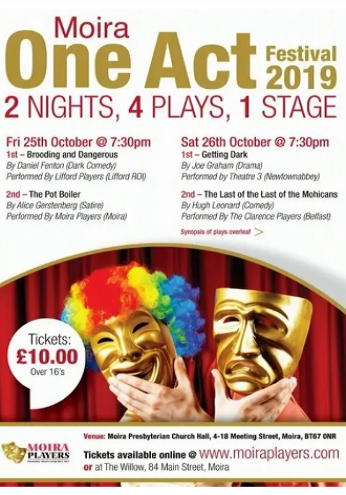 Moira
One Act Festival
2019
2 NIGHTS, 4 PLAYS, 1 STAGE
Fri 25th October @ 7:30pm
1st – Brooding and Dangerous
By Daniel Fenton (Dark Comedy)
Performed By Lifford Players (Lifford ROI)
2nd – The Pot Boiler
By Alice Gerstenberg (Satire)
Performed By Moira Players (Moira)
Sat 26th October @ 7:30pm
1st – Getting Dark
By Joe Graham (Drama)
Performed by Theatre 3 (Newtownabbey)
2nd – The Last of the Last of the Mohicans
By Hugh Leonard (Comedy)
Performed By The Clarence Players (Belfast)
Synopsis of plays overleaf >
Tickets:
£10.00
Over 16's
MOIRA
PLAYERS
Venue: Moira Presbyterian Church Hall, 4-18 Meeting Street, Moira, BT67 0NR
Tickets available online @ www.moiraplayers.com
or at The Willow, 84 Main Street, Moira